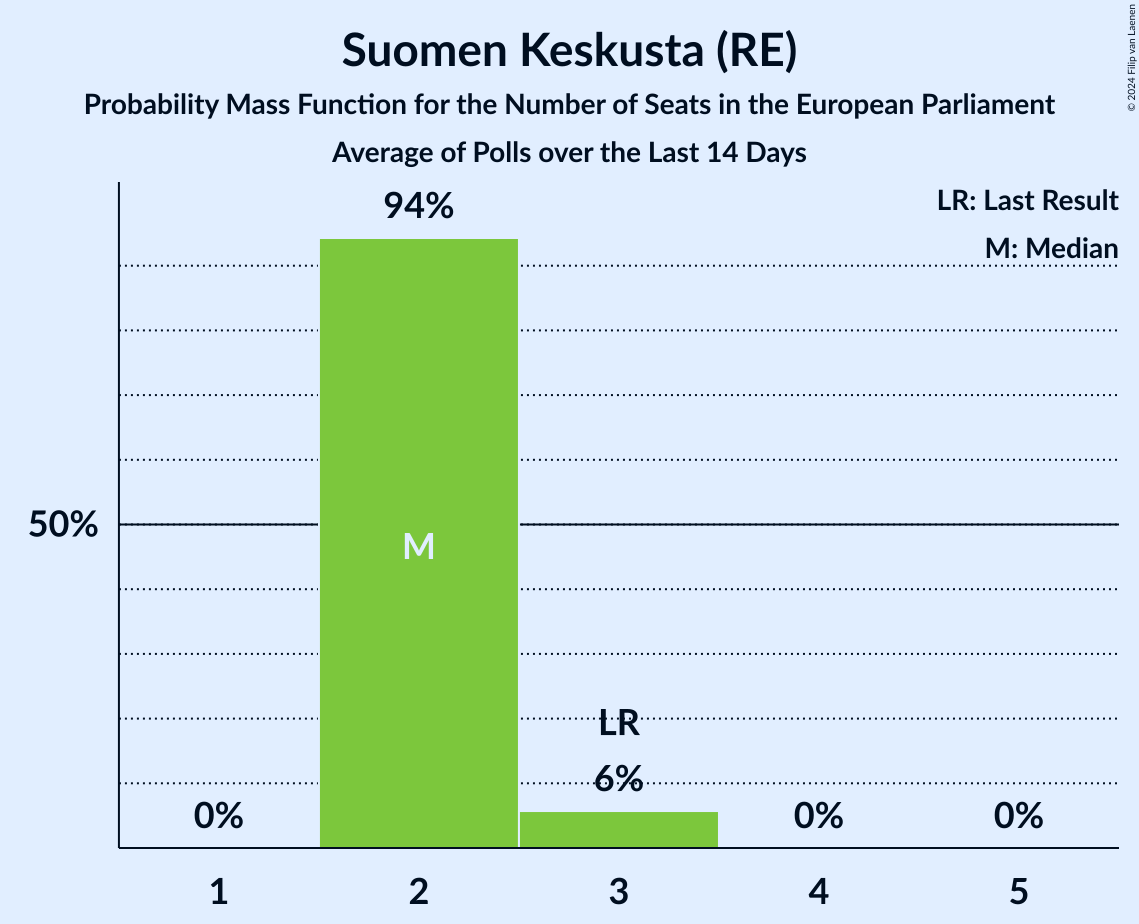 Suomen Keskusta (RE)
Probability Mass Function for the Number of Seats in the European Parliament
Average of Polls over the Last 14 Days
© 2024 Filip van Laenen
LR: Last Result
M: Median
94%
50%
M
LR
6%
0%
0%
0%
1
2
3
4
5